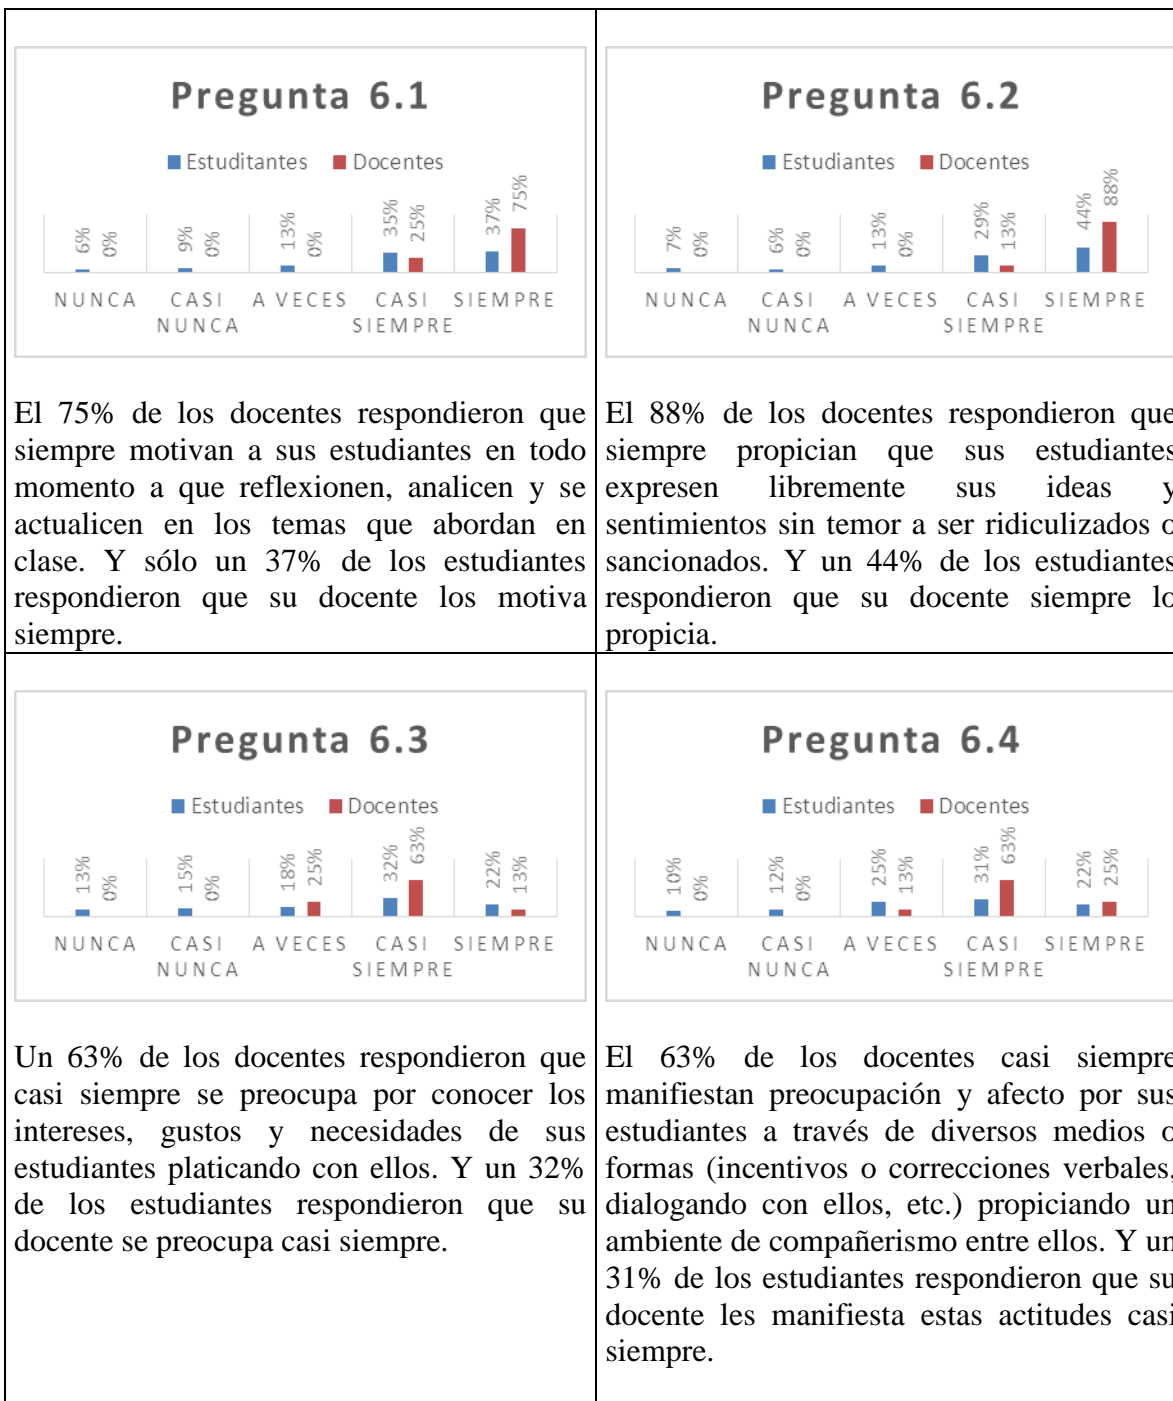 Pregunta 6.1
Estuditantes Docentes
6% 0% 9% 0% 13% 0% 35% 25% 37% 75%
NUNCA CASI NUNCA A VECES CASI SIEMPRE SIEMPRE
El 75% de los docentes respondieron que
siempre motivan a sus estudiantes en todo
momento a que reflexionen, analicen y se
actualicen en los temas que abordan en
clase. Y sólo un 37% de los estudiantes
respondieron que su docente los motiva
siempre.
Pregunta 6.2
Estudiantes Docentes
7% 0% 6% 0% 13% 0% 29% 13% 44% 88%
NUNCA CASI NUNCA A VECES CASI SIEMPRE SIEMPRE
El 88% de los docentes respondieron que
siempre propician que sus estudiantes
expresen libremente sus ideas y
sentimientos sin temor a ser ridiculizados o
sancionados. Y un 44% de los estudiantes
respondieron que su docente siempre lo
propicia.
Pregunta 6.3
Estudiantes Docentes
13% 0% 15% 0% 18% 25% 32% 63% 22% 13%
NUNCA CASI NUNCA A VECES CASI SIEMPRE SIEMPRE
Un 63% de los docentes respondieron que
casi siempre se preocupa por conocer los
intereses, gustos y necesidades de sus
estudiantes platicando con ellos. Y un 32%
de los estudiantes respondieron que su
docente se preocupa casi siempre.
Pregunta 6.4
Estudiantes Docentes
10% 0% 12% 0% 25% 13% 31% 63% 22% 25%
NUNCA CASI NUNCA A VECES CASI SIEMPRE SIEMPRE
El 63% de los docentes casi siempre
manifiestan preocupación y afecto por sus
estudiantes a través de diversos medios o
formas (incentivos o correcciones verbales,
dialogando con ellos, etc.) propiciando un
ambiente de compañerismo entre ellos. Y un
31% de los estudiantes respondieron que su
docente les manifiesta estas actitudes casi
siempre.